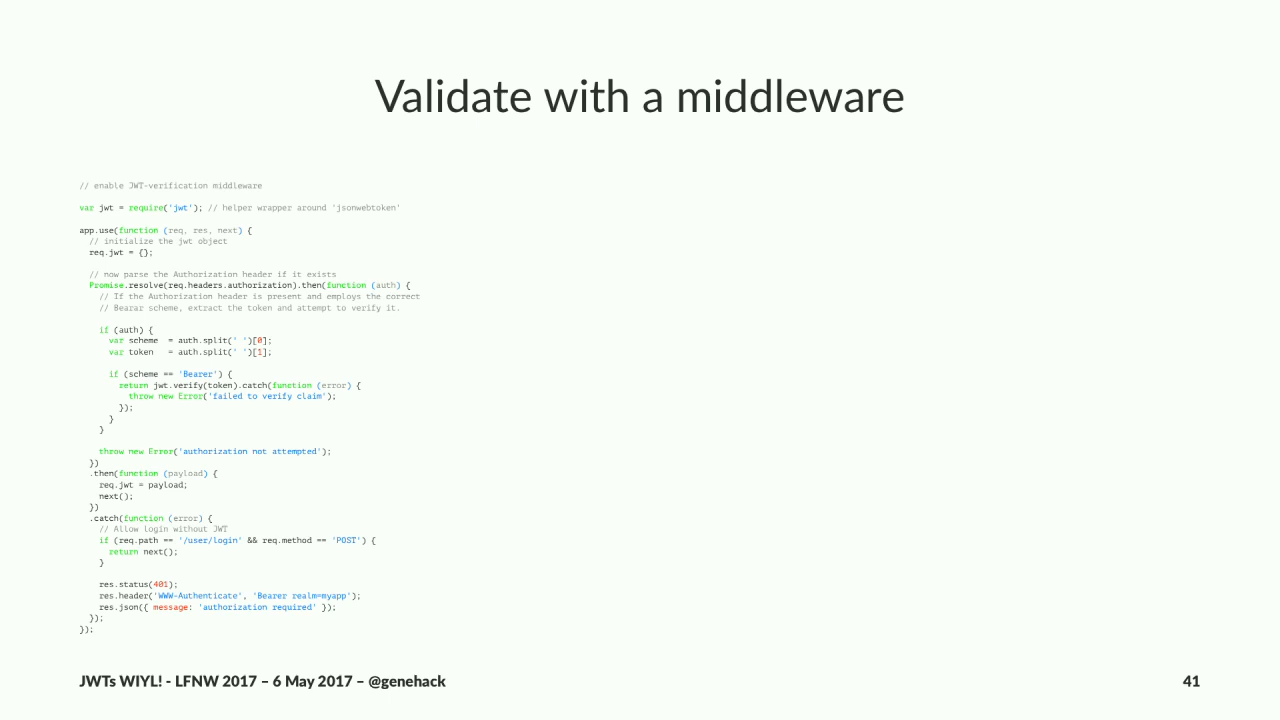 Validate with a middleware
// enable JWT-verification middleware
var jwt = require('jwt'); // helper wrapper around 'jsonwebtoken'
app.use(function (req, res, next) {
  // initialize the jwt object
  req.jwt = {};
  // now parse the Authorization header if it exists
  Promise.resolve(req.headers.authorization).then(function (auth) {
    // If the Authorization header is present and employs the correct
    // Bearar scheme, extract the token and attempt to verify it.
    if (auth) {
      var scheme  = auth.split(' ')[0];
      var token   = auth.split(' ')[1];
      if (scheme == 'Bearer') {
        return jwt.verify(token).catch(function (error) {
          throw new Error('failed to verify claim');
        });
      }
    }
    throw new Error('authorization not attempted');
  })
  .then(function (payload) {
    req.jwt = payload;
    next();
  })
  .catch(function (error) {
    // Allow login without JWT
    if (req.path == '/user/login' && req.method == 'POST') {
      return next();
    }
    res.status(401);
    res.header('WWW-Authenticate', 'Bearer realm=myapp');
    res.json({ message: 'authorization required' });
  });
});
JWTs WIYL! - LFNW 2017 – 6 May 2017 – @genehack
41